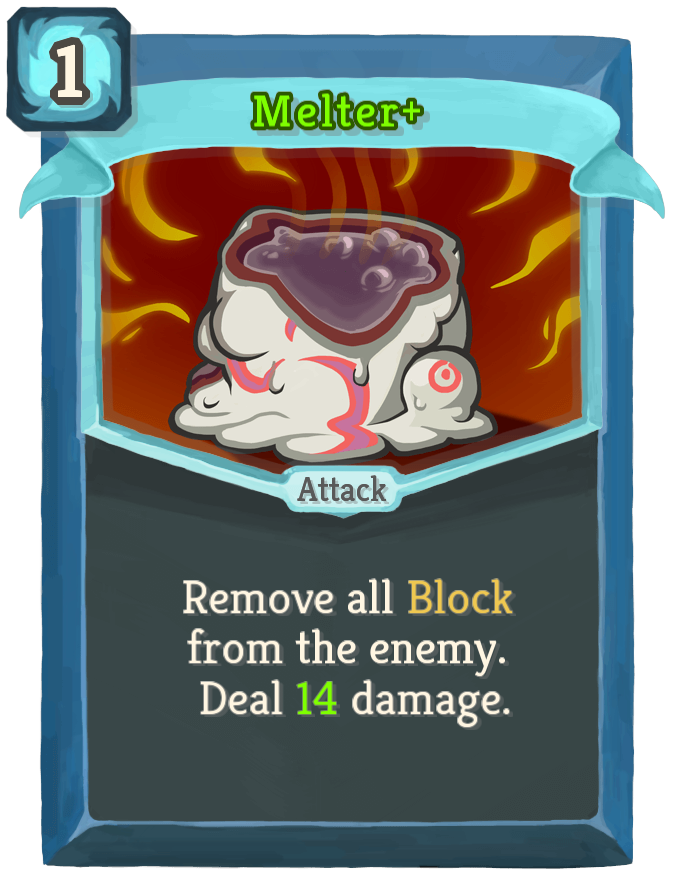 1
Melter+
Attack
Remove all Block
from the enemy.
Deal 14 damage.